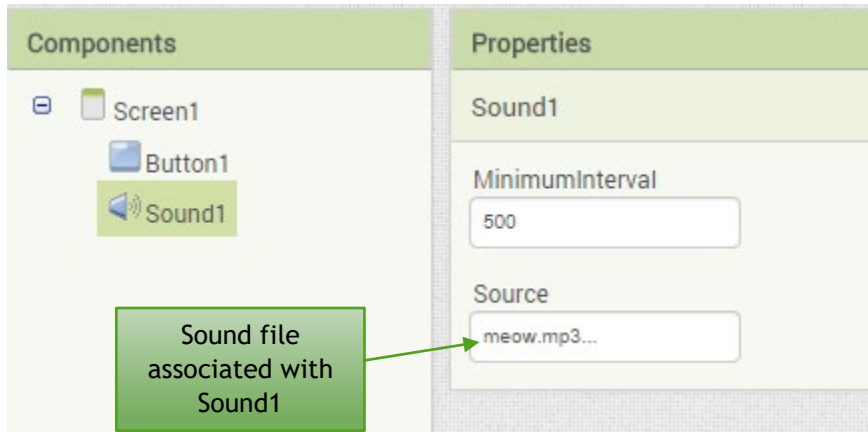 Components
Screen1
Button1
Sound1
Sound file
associated with
Sound1
Properties
Sound1
MinimumInterval
500
Source
meow.mp3...